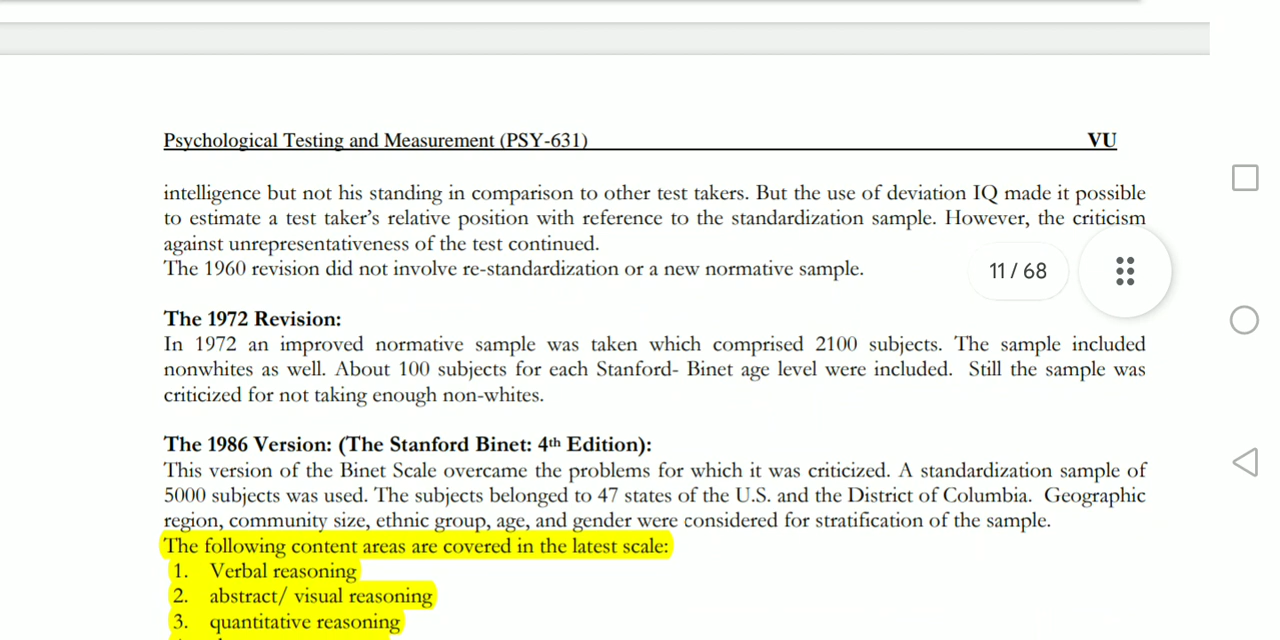 Psychological Testing and Measurement (PSY-631) VU
intelligence but not his standing in comparison to other test takers. But the use of deviation IQ made it possible
to estimate a test taker's relative position with reference to the standardization sample. However, the criticism
against unrepresentativeness of the test continued.
The 1960 revision did not involve re-standardization or a new normative sample.
11 / 68
The 1972 Revision:
In 1972 an improved normative sample was taken which comprised 2100 subjects. The sample included
nonwhites as well. About 100 subjects for each Stanford- Binet age level were included. Still the sample was
criticized for not taking enough non-whites.
The 1986 Version: (The Stanford Binet: 4th Edition):
This version of the Binet Scale overcame the problems for which it was criticized. A standardization sample of
5000 subjects was used. The subjects belonged to 47 states of the U.S. and the District of Columbia. Geographic
region, community size, ethnic group, age, and gender were considered for stratification of the sample.
The following content areas are covered in the latest scale:
1. Verbal reasoning
2. abstract/ visual reasoning
3. quantitative reasoning